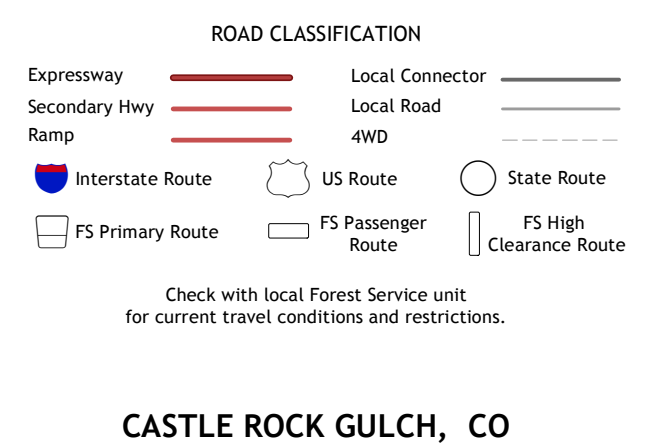 ROAD CLASSIFICATION
Expressway
Local Connector
Secondary Hwy
Local Road
Ramp
4WD
Interstate Route
US Route
State Route
FS Primary Route
FS Passenger
Route
FS High
Clearance Route
Check with local Forest Service unit
for current travel conditions and restrictions.
CASTLE ROCK GULCH, CO